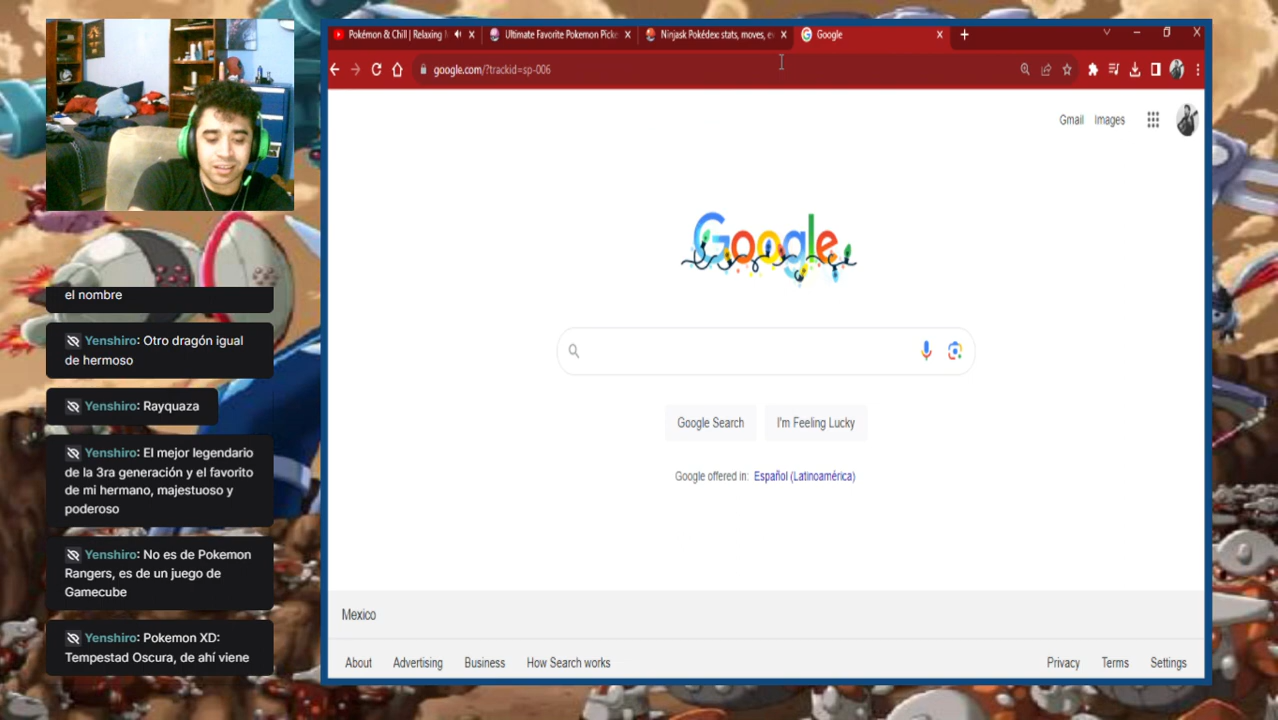 Pokémon & Chill | Relaxing
Ultimate Favorite Pokemon Picke
Ninjask Pokédex: stats, moves, e
Google
google.com/?trackid=sp-006
Gmail
Images
Google
Google Search
I'm Feeling Lucky
Google offered in: Español (Latinoamérica)
Mexico
About
Advertising
Business
How Search works
Privacy
Terms
Settings
el nombre
Yenshiro: Otro dragón igual
de hermoso
Yenshiro: Rayquaza
Yenshiro: El mejor legendario
de la 3ra generación y el favorito
de mi hermano, majestuoso y
poderoso
Yenshiro: No es de Pokemon
Rangers, es de un juego de
Gamecube
Yenshiro: Pokemon XD:
Tempestad Oscura, de ahí viene